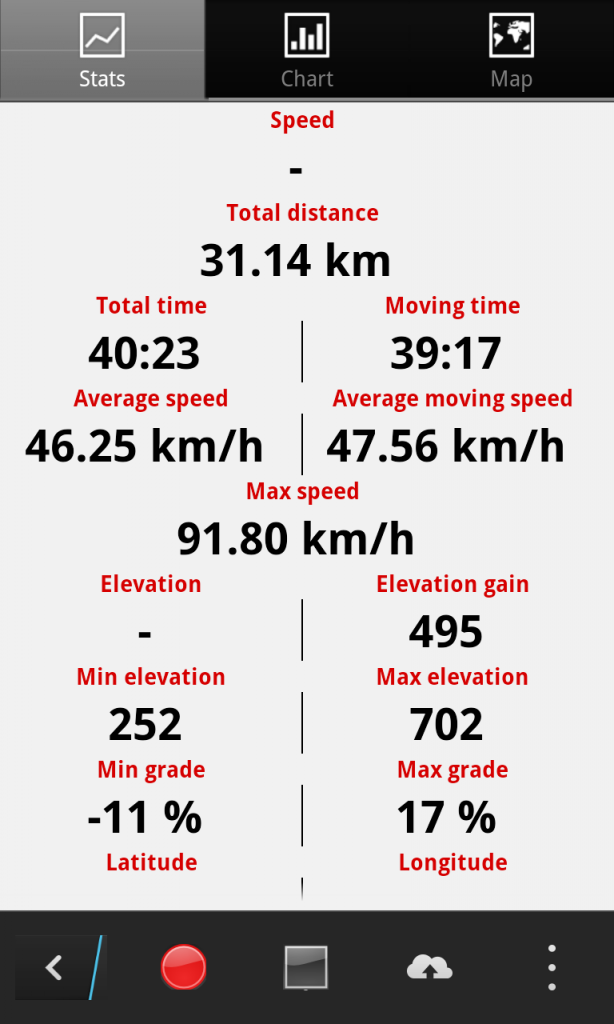 Stats Chart Map
Speed
-
Total distance
31.14 km
Total time Moving time
40:23 39:17
Average speed Average moving speed
46.25 km/h 47.56 km/h
Max speed
91.80 km/h
Elevation Elevation gain
- 495
Min elevation Max elevation
252 702
Min grade Max grade
-11 % 17 %
Latitude Longitude